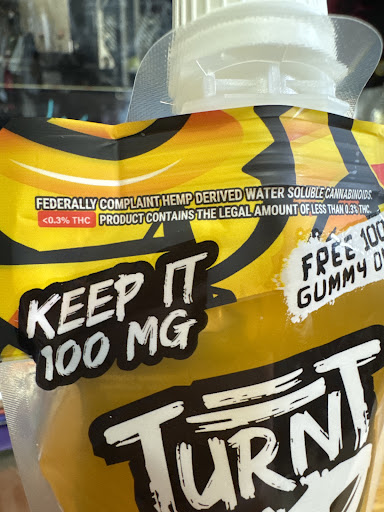 FEDERALLY COMPLAINT HEMP DERIVED WATER SOLUBLE CANNABINOIDS.
<0.3% THC PRODUCT CONTAINS THE LEGAL AMOUNT OF LESS THAN 0.3% THC
FREE 100
GUMMY
KEEP IT
100 MG
TURNT